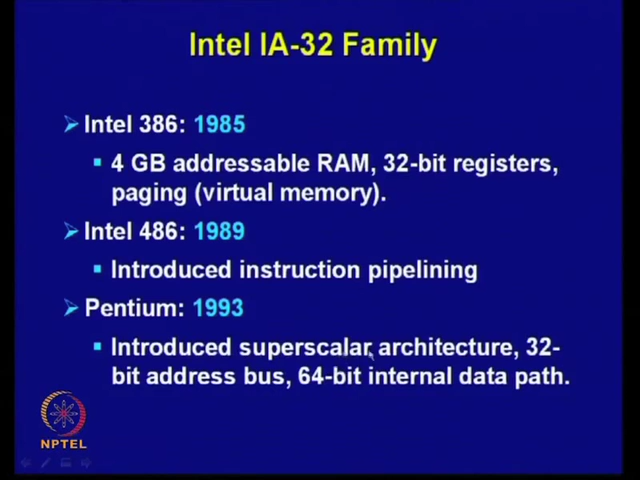 Intel IA-32 Family
Intel 386: 1985
4 GB addressable RAM, 32-bit registers,
paging (virtual memory).
Intel 486: 1989
Introduced instruction pipelining
Pentium: 1993
Introduced superscalar architecture, 32-
bit address bus, 64-bit internal data path.
NPTEL